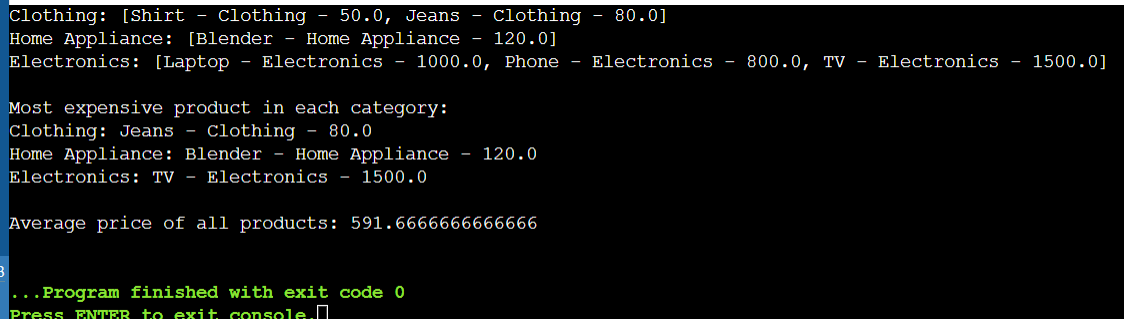 Clothing: [Shirt - Clothing - 50.0, Jeans - Clothing - 80.0]
Home Appliance: [Blender - Home Appliance - 120.0]
Electronics: [Laptop - Electronics - 1000.0, Phone - Electronics - 800.0, TV - Electronics - 1500.0]
Most expensive product in each category:
Clothing: Jeans - Clothing - 80.0
Home Appliance: Blender - Home Appliance - 120.0
Electronics: TV - Electronics - 1500.0
Average price of all products: 591.6666666666666
...Program finished with exit code 0
Press ENTER to exit console.